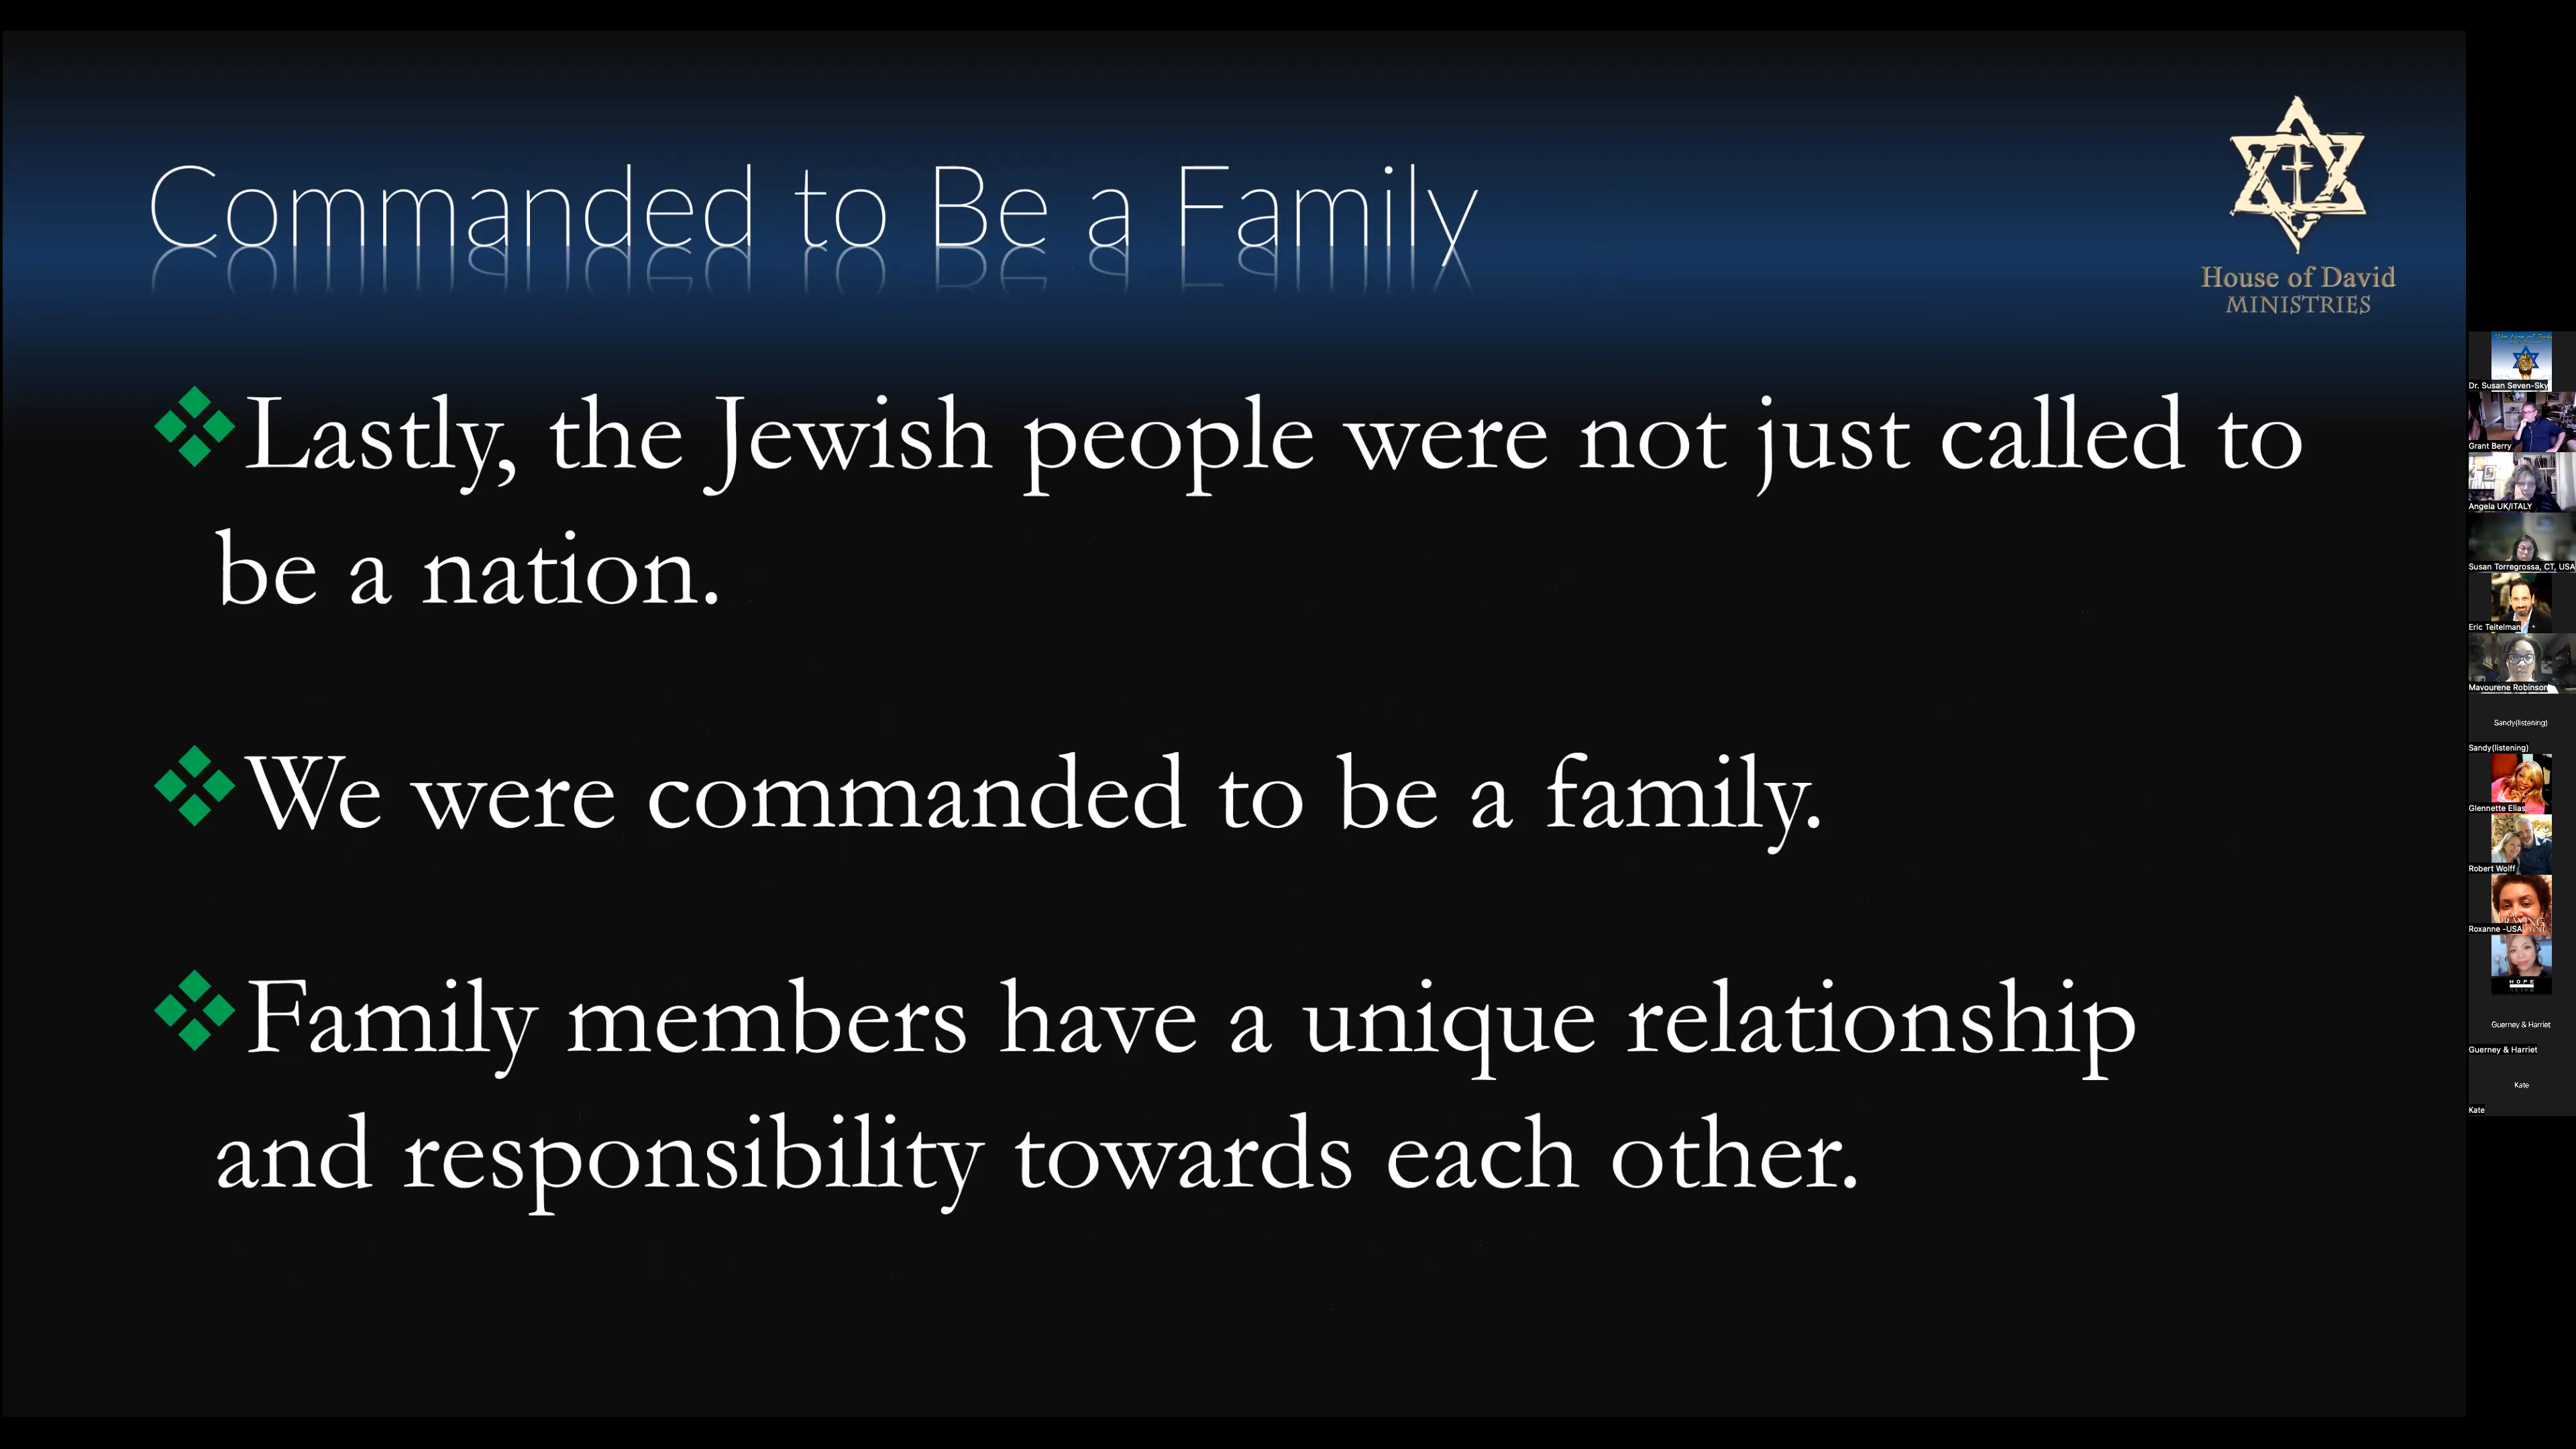 Commanded to Be a Family
House of David
MINISTRIES
Lastly, the Jewish people were not just called to
be a nation.
We were commanded to be a family.
Family members have a unique relationship
and responsibility towards each other.
Dr. Susan Seven-Sky
Grant Berry
Angela UK/ITALY
Susan Torregrossa, CT, USA
Eric Teitelman
Mavourene Robinson
Sandy(listening)
Sandy(listening)
Glennette Elias
Robert Wolff
Roxanne -USA
HOPE
Guerney & Harriet
Guerney & Harriet
Kate
Kate